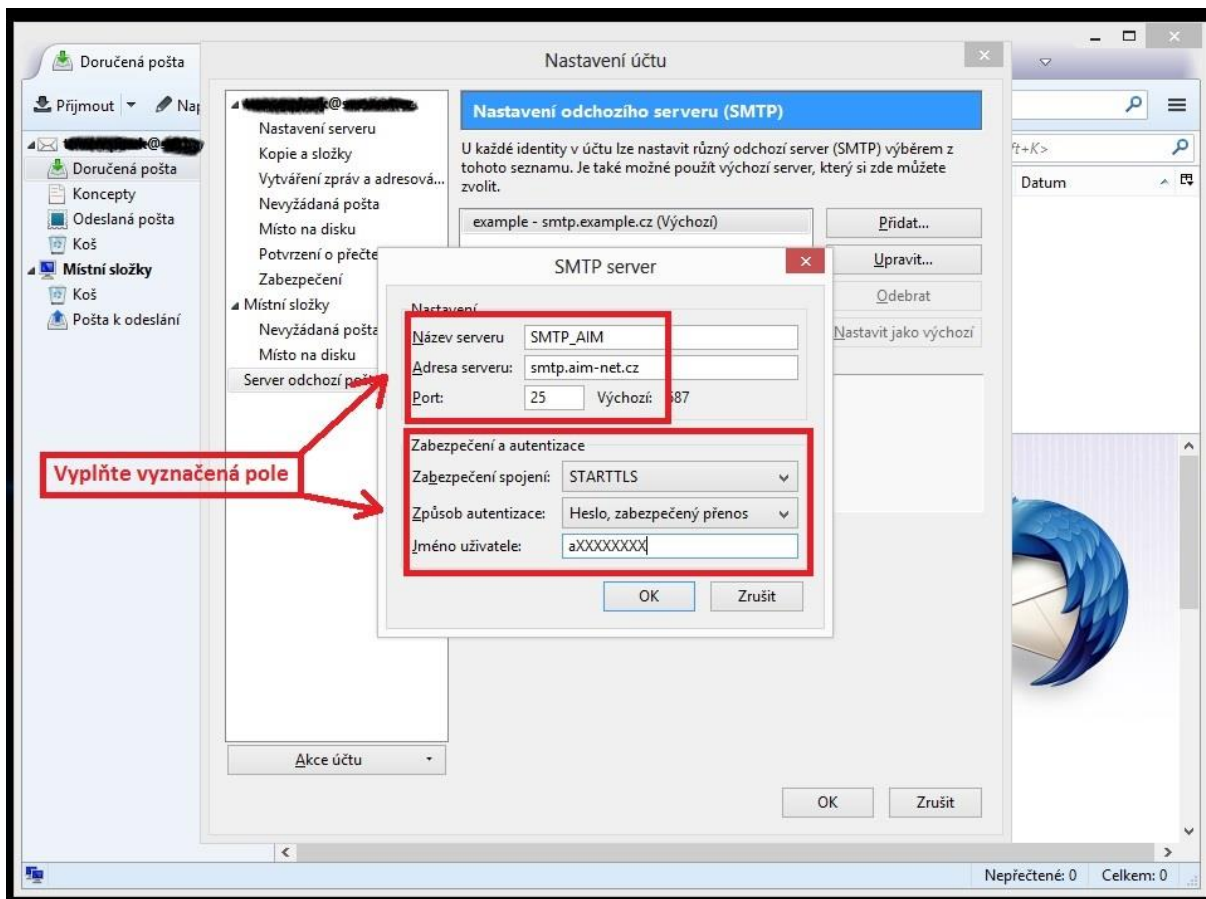 Doručená pošta
Nastavení účtu
Přijmout
Nap
@
Doručená pošta
Koncepty
Odeslaná pošta
Koš
Místní složky
Koš
Pošta k odeslání
@
Nastavení serveru
Kopie a složky
Vytváření zpráv a adresová...
Nevyžádaná pošta
Místo na disku
Potvrzení o přečte
Zabezpečení
Místní složky
Nevyžádaná pošta
Místo na disku
Server odchozí pošt
Akce účtu
Nastavení odchozího serveru (SMTP)
U každé identity v účtu lze nastavit různý odchozí server (SMTP) výběrem z
tohoto seznamu. Je také možné použít výchozí server, který si zde můžete
zvolit.
example - smtp.example.cz (Výchozí)
Přidat...
Upravit...
Odebrat
Nastavit jako výchozí
SMTP server
Nastavení
Název serveru SMTP_AIM
Adresa serveru: smtp.aim-net.cz
Port: 25 Výchozí: 587
Zabezpečení a autentizace
Zabezpečení spojení: STARTTLS
Způsob autentizace: Heslo, zabezpečený přenos
Jméno uživatele: aXXXXXXXX
OK Zrušit
Vyplňte vyznačená pole
OK Zrušit
ft+K>
Datum
Nepřečtené: 0 Celkem: 0